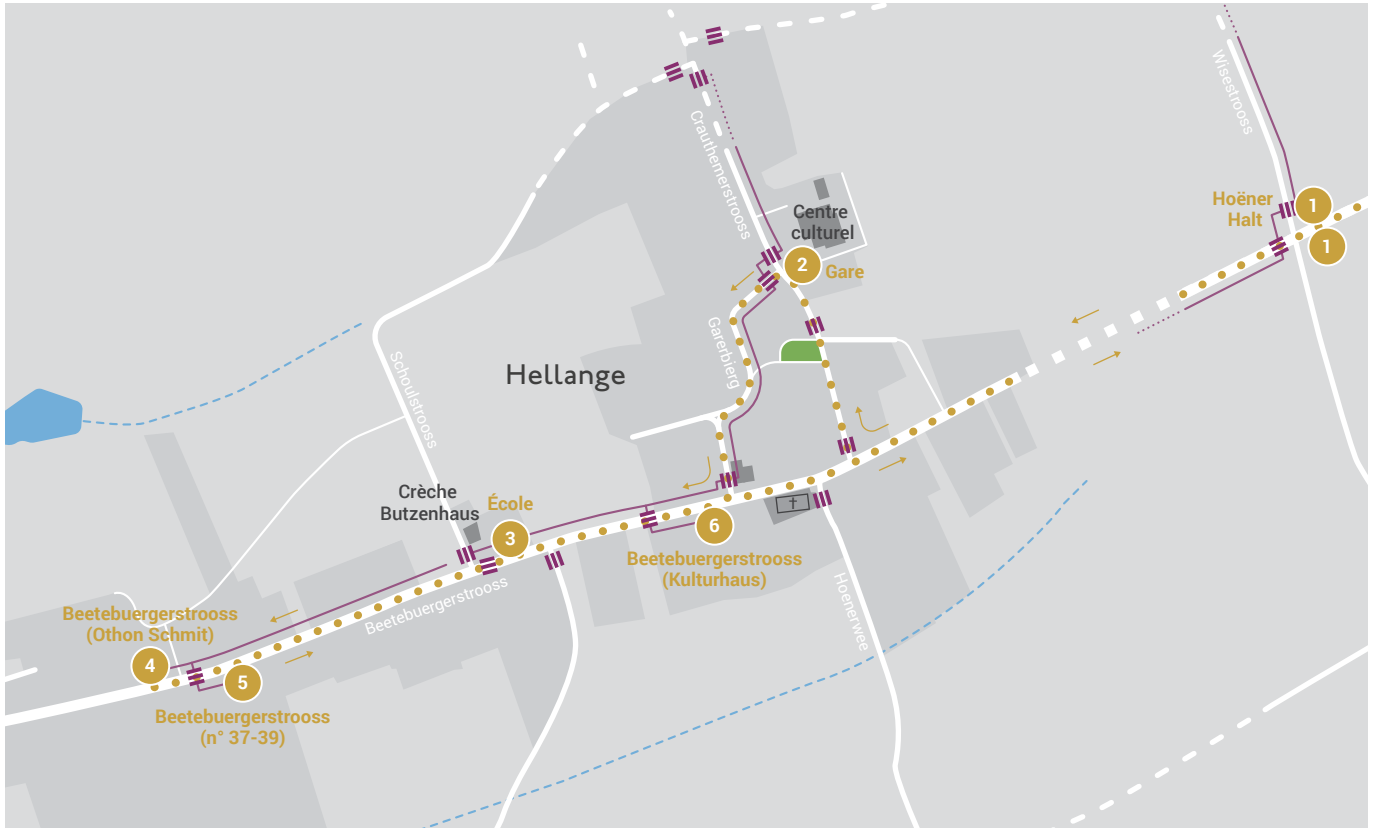 Crauthemerstrooss
Wisestrooss
Hoëner
Halt
1
1
Centre
culturel
2
Gare
Garerbierg
Hellange
Schoulstrooss
Crèche
Butzenhaus
École
3
6
Beetebuergerstrooss
(Kulturhaus)
Beetebuergerstrooss
Hoenerwee
Beetebuergerstrooss
(Othon Schmit)
4
5
Beetebuergerstrooss
(n° 37-39)